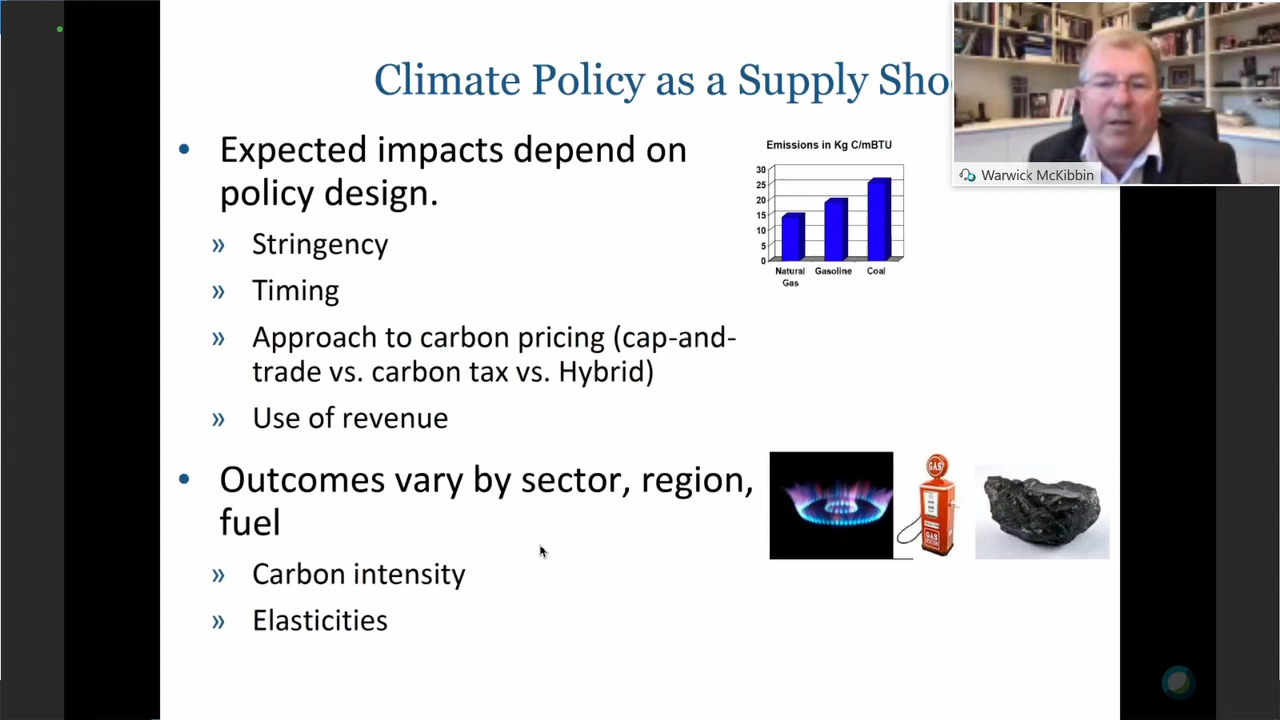 Climate Policy as a Supply Sho
Warwick McKibbin
• Expected impacts depend on
policy design.
» Stringency
» Timing
» Approach to carbon pricing (cap-and-
trade vs. carbon tax vs. Hybrid)
» Use of revenue
• Outcomes vary by sector, region,
fuel
» Carbon intensity
» Elasticities
Emissions in Kg C/mBTU
30
25
20
15
10
5
0
Natural Gasoline Coal
Gas
GAS
GAS